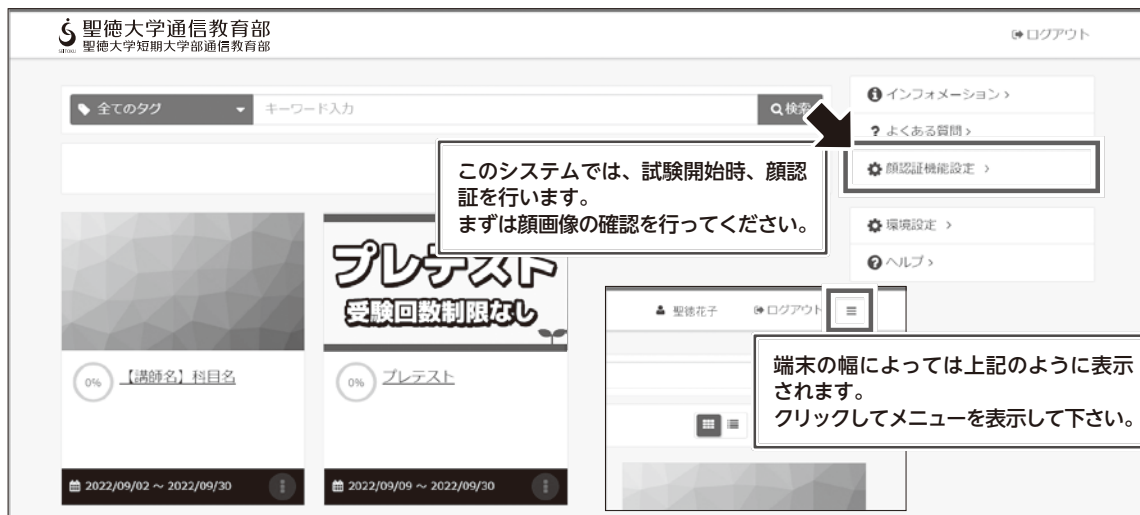 聖徳大学通信教育部
聖徳大学短期大学部通信教育部
SEITOKU
ログアウト
全てのタグ
キーワード入力
検索
インフォメーション >
よくある質問 >
顔認証機能設定 >
環境設定 >
ヘルプ >
このシステムでは、試験開始時、顔認
証を行います。
まずは顔画像の確認を行ってください。
プレテスト
受験回数制限なし
0% 【講師名】科目名
0% プレテスト
2022/09/02 ～ 2022/09/30
2022/09/09 ～ 2022/09/30
聖徳花子 ログアウト
端末の幅によっては上記のように表示
されます。
クリックしてメニューを表示して下さい。